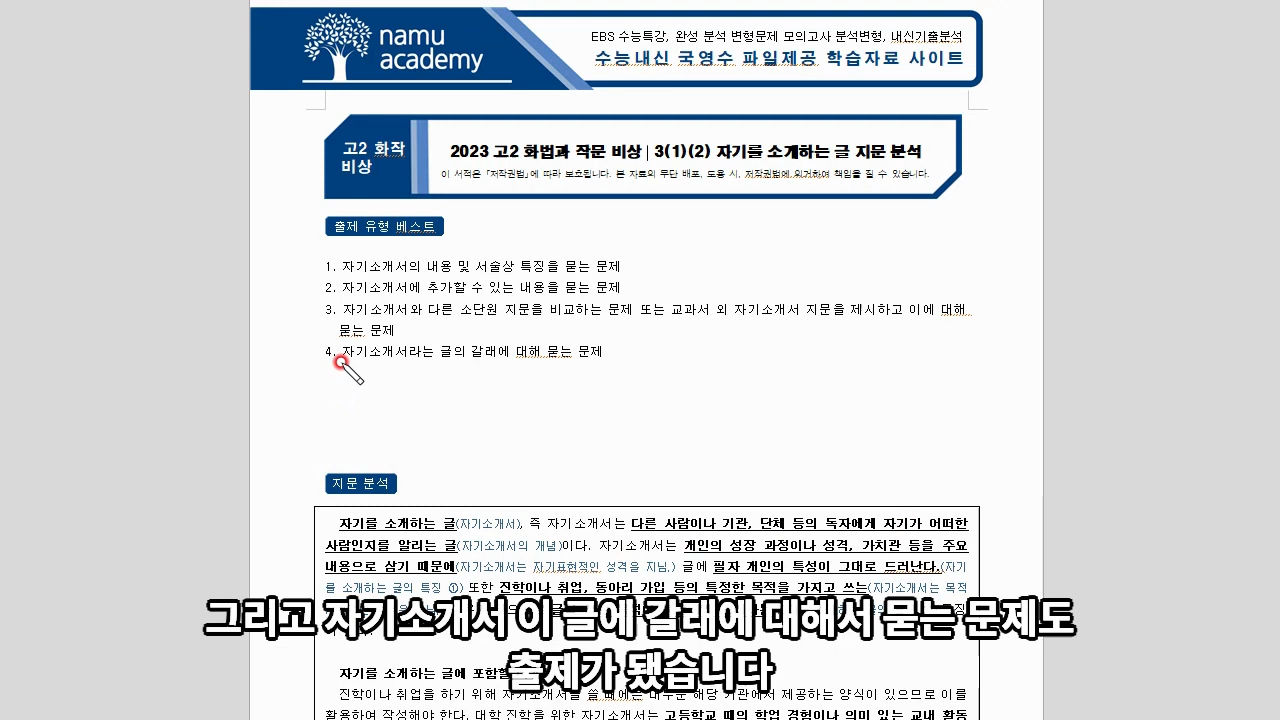 namu
academy
EBS 수능특강, 완성 분석 변형문제 모의고사 분석변형, 내신기출분석
수능내신 국영수 파일제공 학습자료 사이트
고2 화작
비상
2023 고2 화법과 작문 비상 | 3(1)(2) 자기를 소개하는 글 지문 분석
이 서적은 「저작권법」에 따라 보호됩니다. 본 자료의 무단 배포, 도용 시, 저작권법에 의거하여 책임을 질 수 있습니다.
출제 유형 베스트
1. 자기소개서의 내용 및 서술상 특징을 묻는 문제
2. 자기소개서에 추가할 수 있는 내용을 묻는 문제
3. 자기소개서와 다른 소단원 지문을 비교하는 문제 또는 교과서 외 자기소개서 지문을 제시하고 이에 대해
묻는 문제
4. 자기소개서라는 글의 갈래에 대해 묻는 문제
지문 분석
자기를 소개하는 글(자기소개서), 즉 자기소개서는 다른 사람이나 기관, 단체 등의 독자에게 자기가 어떠한
사람인지를 알리는 글(자기소개서의 개념)이다. 자기소개서는 개인의 성장 과정이나 성격, 가치관 등을 주요
내용으로 삼기 때문에(자기소개서는 자기표현적인 성격을 지님.) 글에 필자 개인의 특성이 그대로 드러난다.(자기
를 소개하는 글의 특징 ①) 또한 진학이나 취업, 동아리 가입 등의 특정한 목적을 가지고 쓰는(자기소개서는 목적
그리고 자기소개서 이 글에 갈래에 대해서 묻는 문제도
출제가 됐습니다
자기를 소개하는 글에 포함할
진학이나 취업을 하기 위해 자기소개서를 쓸 때에는 대부분 해당 기관에서 제공하는 양식이 있으므로 이를
활용하여 작성해야 한다. 대학 진학을 위한 자기소개서는 고등학교 때의 학업 경험이나 의미 있는 교내 활동